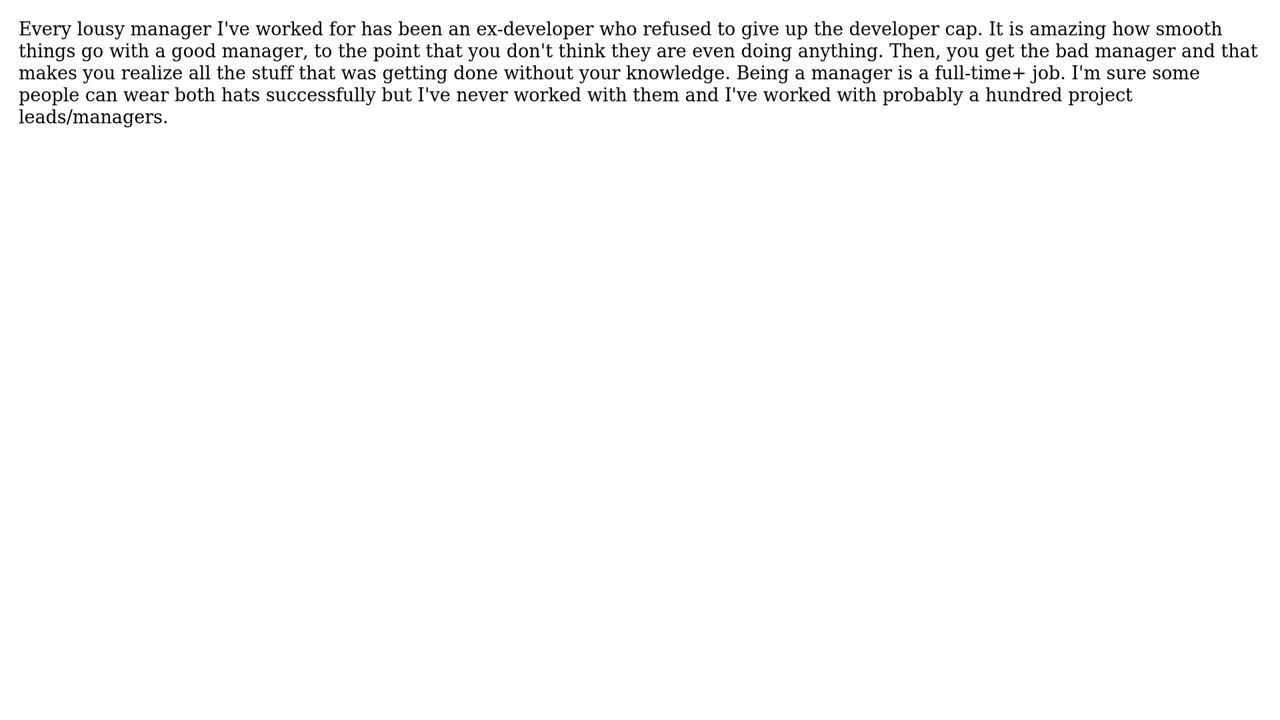 Every lousy manager I've worked for has been an ex-developer who refused to give up the developer cap. It is amazing how smooth
things go with a good manager, to the point that you don't think they are even doing anything. Then, you get the bad manager and that
makes you realize all the stuff that was getting done without your knowledge. Being a manager is a full-time+ job. I'm sure some
people can wear both hats successfully but I've never worked with them and I've worked with probably a hundred project
leads/managers.